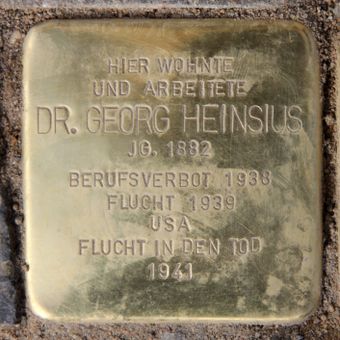 HIER WOHNTE
UND ARBEITETE
DR. GEORG HEINSIUS
JG. 1882
BERUFSVERBOT 1938
FLUCHT 1939
USA
FLUCHT IN DEN TOD
1941